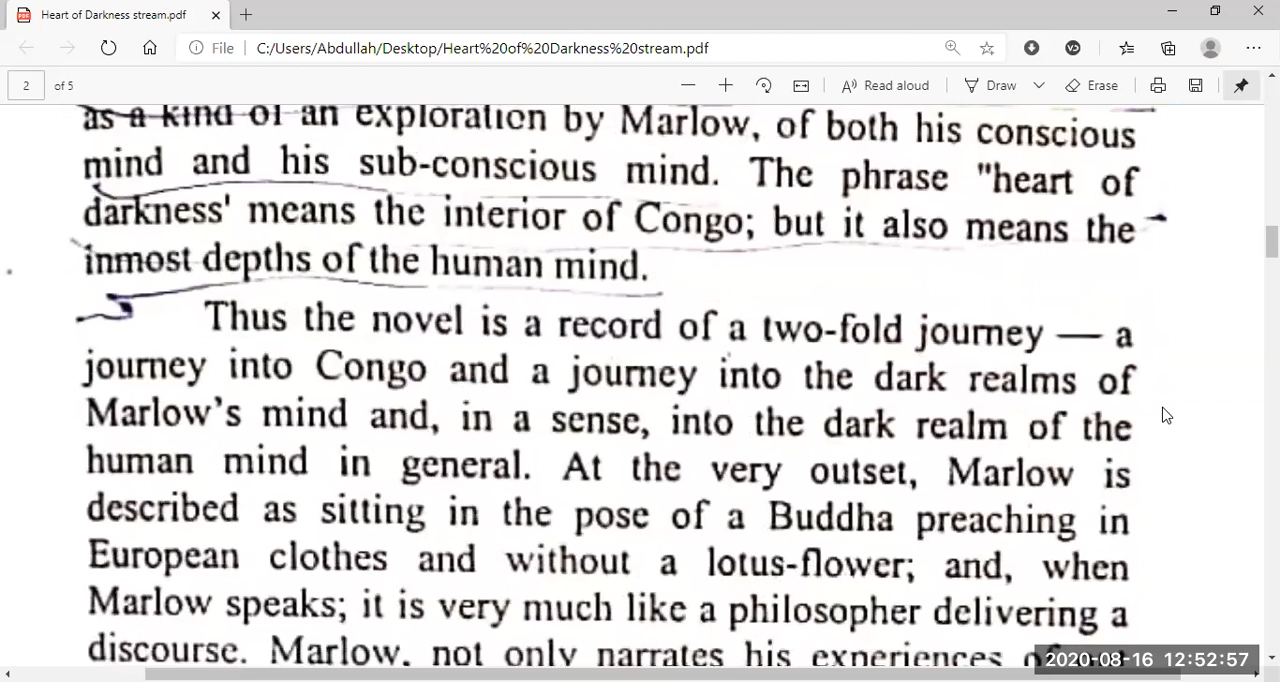 Heart of Darkness stream.pdf
File C:/Users/Abdullah/Desktop/Heart%20of%20Darkness%20stream.pdf
2 of 5 Read aloud Draw Erase
as a kind of an exploration by Marlow, of both his conscious
mind and his sub-conscious mind. The phrase "heart of
darkness' means the interior of Congo; but it also means the
inmost depths of the human mind.
Thus the novel is a record of a two-fold journey — a
journey into Congo and a journey into the dark realms of
Marlow's mind and, in a sense, into the dark realm of the
human mind in general. At the very outset, Marlow is
described as sitting in the pose of a Buddha preaching in
European clothes and without a lotus-flower; and, when
Marlow speaks; it is very much like a philosopher delivering a
discourse. Marlow, not only narrates his experiences
2020-08-16 12:52:57